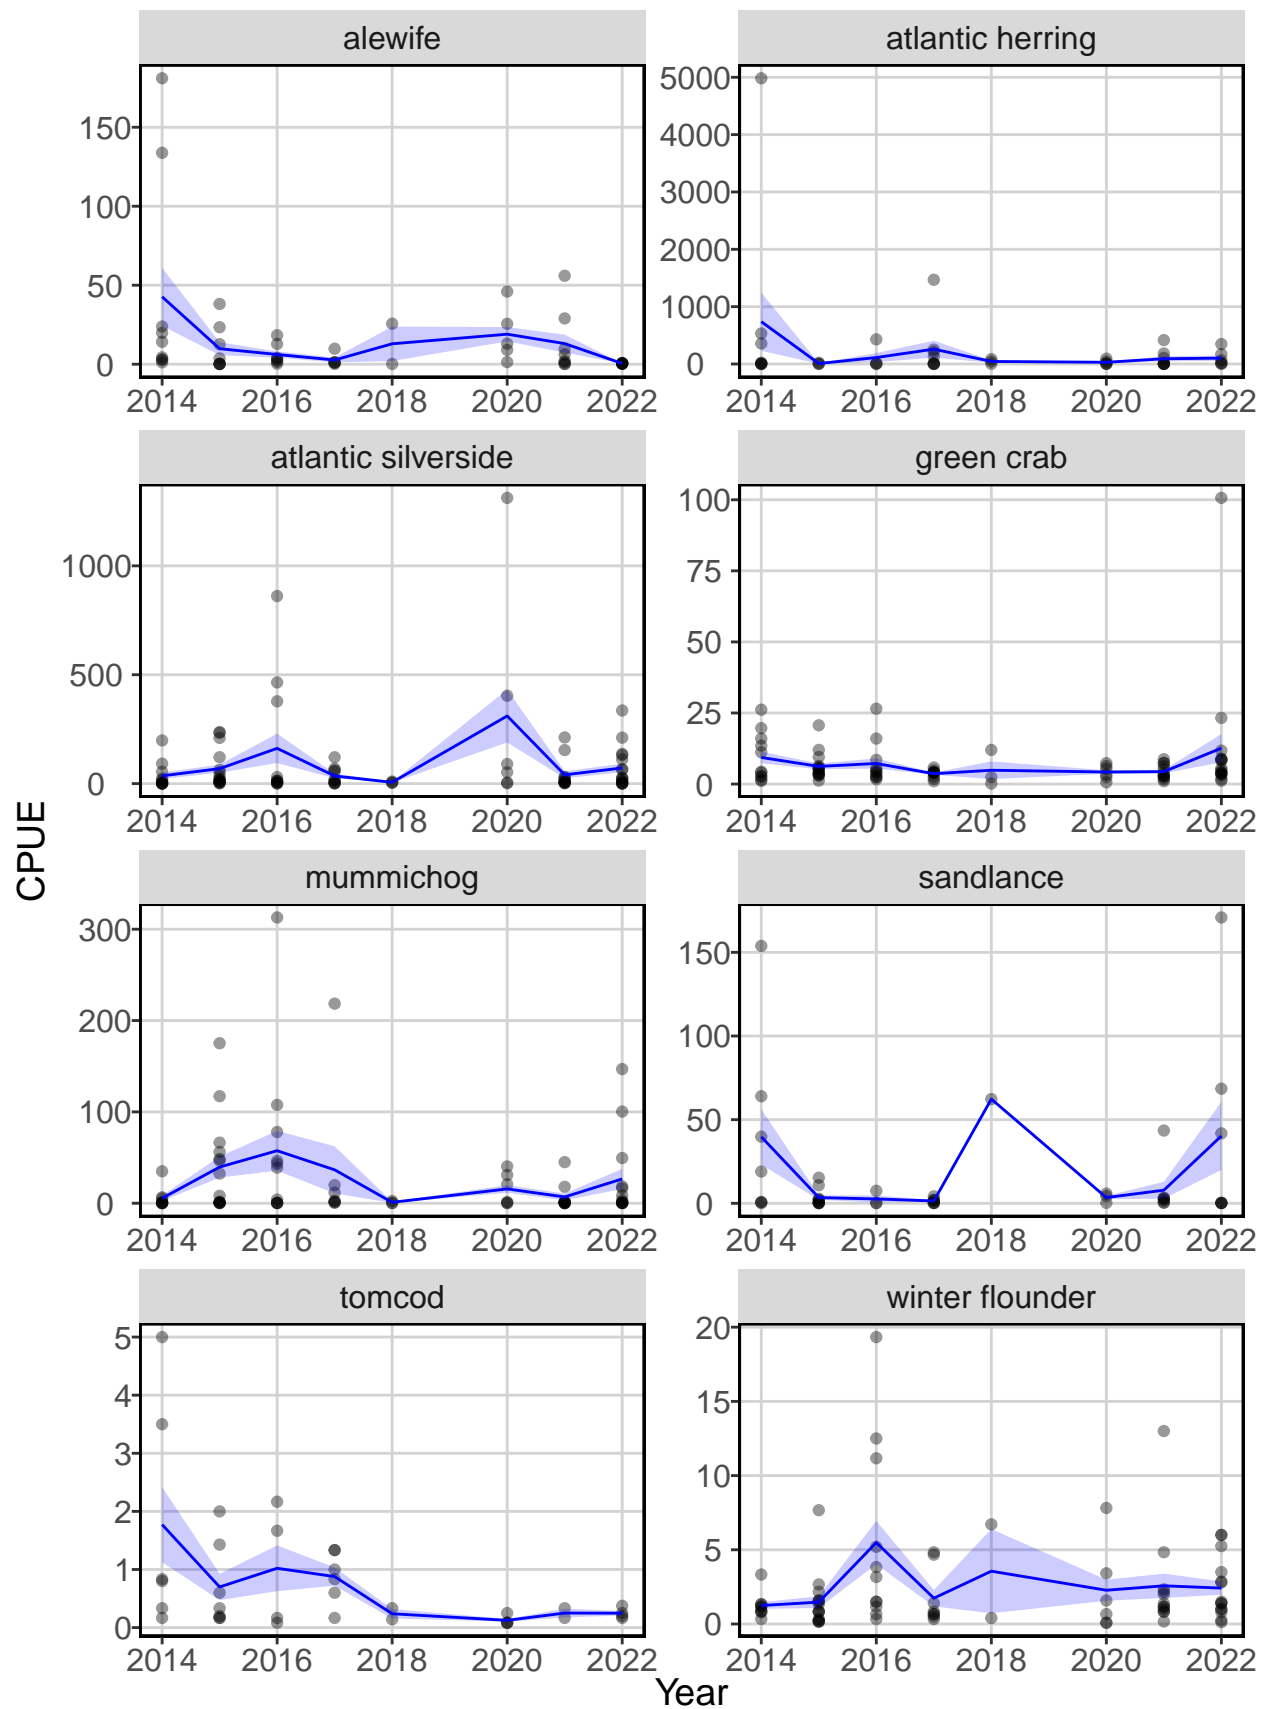 alewife
atlantic herring
150
100
50
0
5000
4000
3000
2000
1000
0
2014 2016 2018 2020 2022
2014 2016 2018 2020 2022
atlantic silverside
green crab
1000
500
0
100
75
50
25
0
2014 2016 2018 2020 2022
2014 2016 2018 2020 2022
CPUE
mummichog
sandlance
300
200
100
0
150
100
50
0
2014 2016 2018 2020 2022
2014 2016 2018 2020 2022
tomcod
winter flounder
5
4
3
2
1
0
20
15
10
5
0
2014 2016 2018 2020 2022
2014 2016 2018 2020 2022
Year